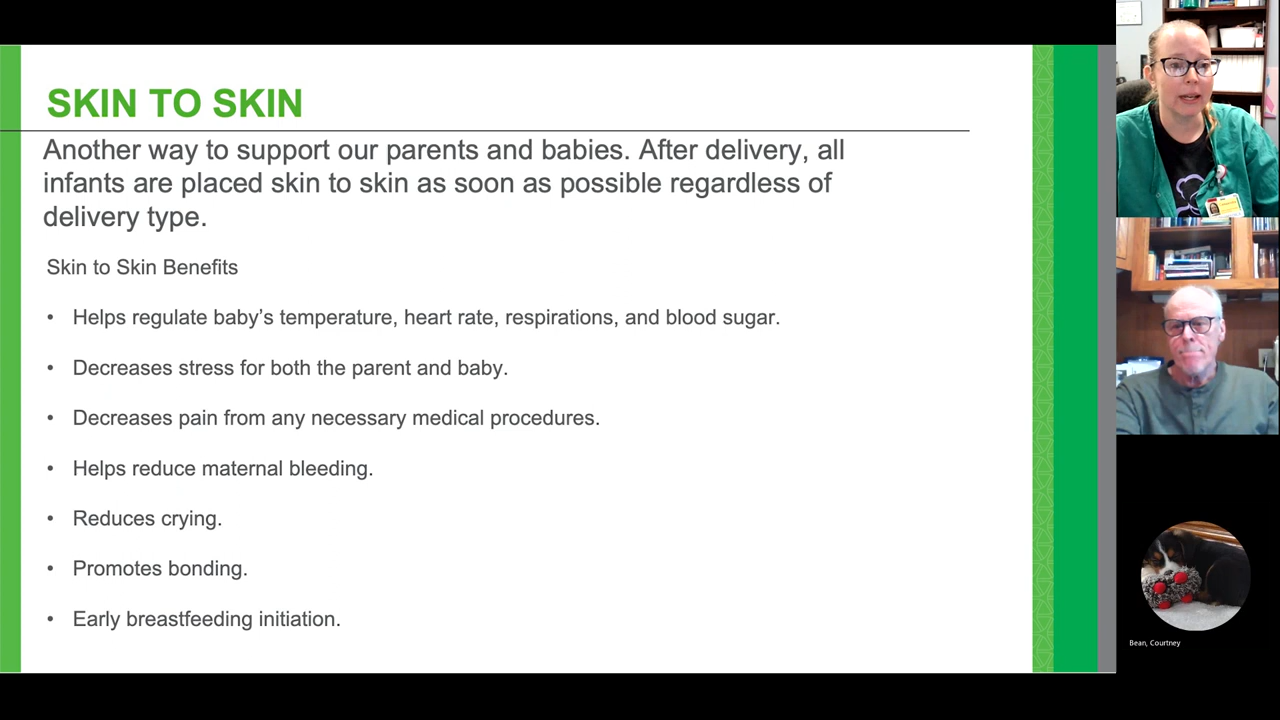 SKIN TO SKIN
Another way to support our parents and babies. After delivery, all
infants are placed skin to skin as soon as possible regardless of
delivery type.
Skin to Skin Benefits
• Helps regulate baby’s temperature, heart rate, respirations, and blood sugar.
• Decreases stress for both the parent and baby.
• Decreases pain from any necessary medical procedures.
• Helps reduce maternal bleeding.
• Reduces crying.
• Promotes bonding.
• Early breastfeeding initiation.
Bean, Courtney